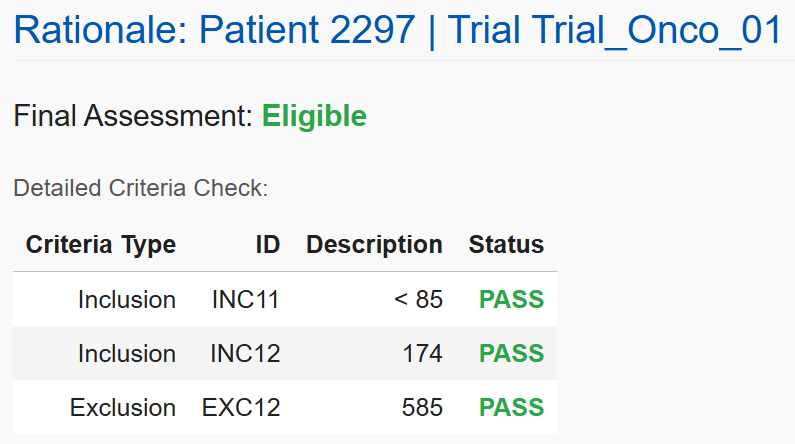 Rationale: Patient 2297 | Trial Trial_Onco_01
Final Assessment: Eligible
Detailed Criteria Check:
Criteria Type ID Description Status
Inclusion INC11 < 85 PASS
Inclusion INC12 174 PASS
Exclusion EXC12 585 PASS